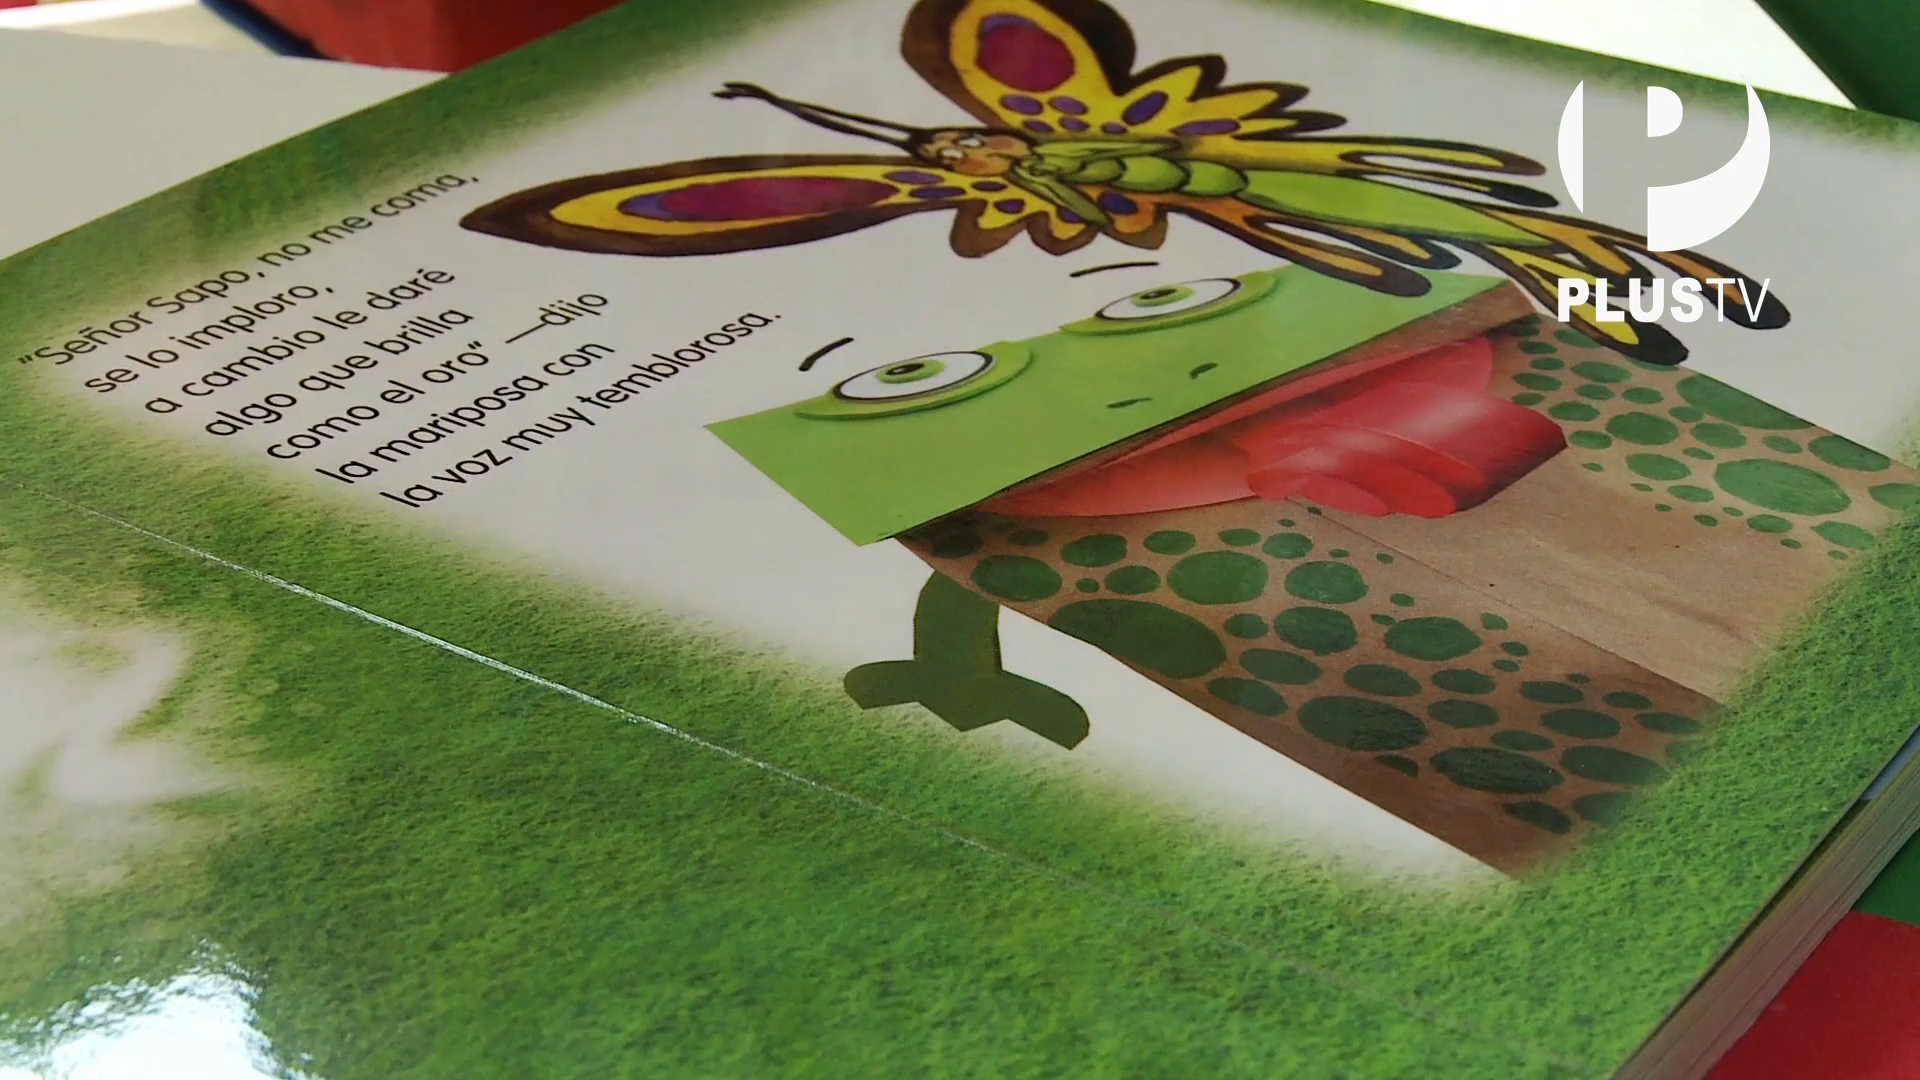 "Señor Sapo, no me coma,
se lo imploro,
a cambio le daré
algo que brilla
como el oro" —dijo
la mariposa con
la voz muy temblorosa.
P
PLUSTV